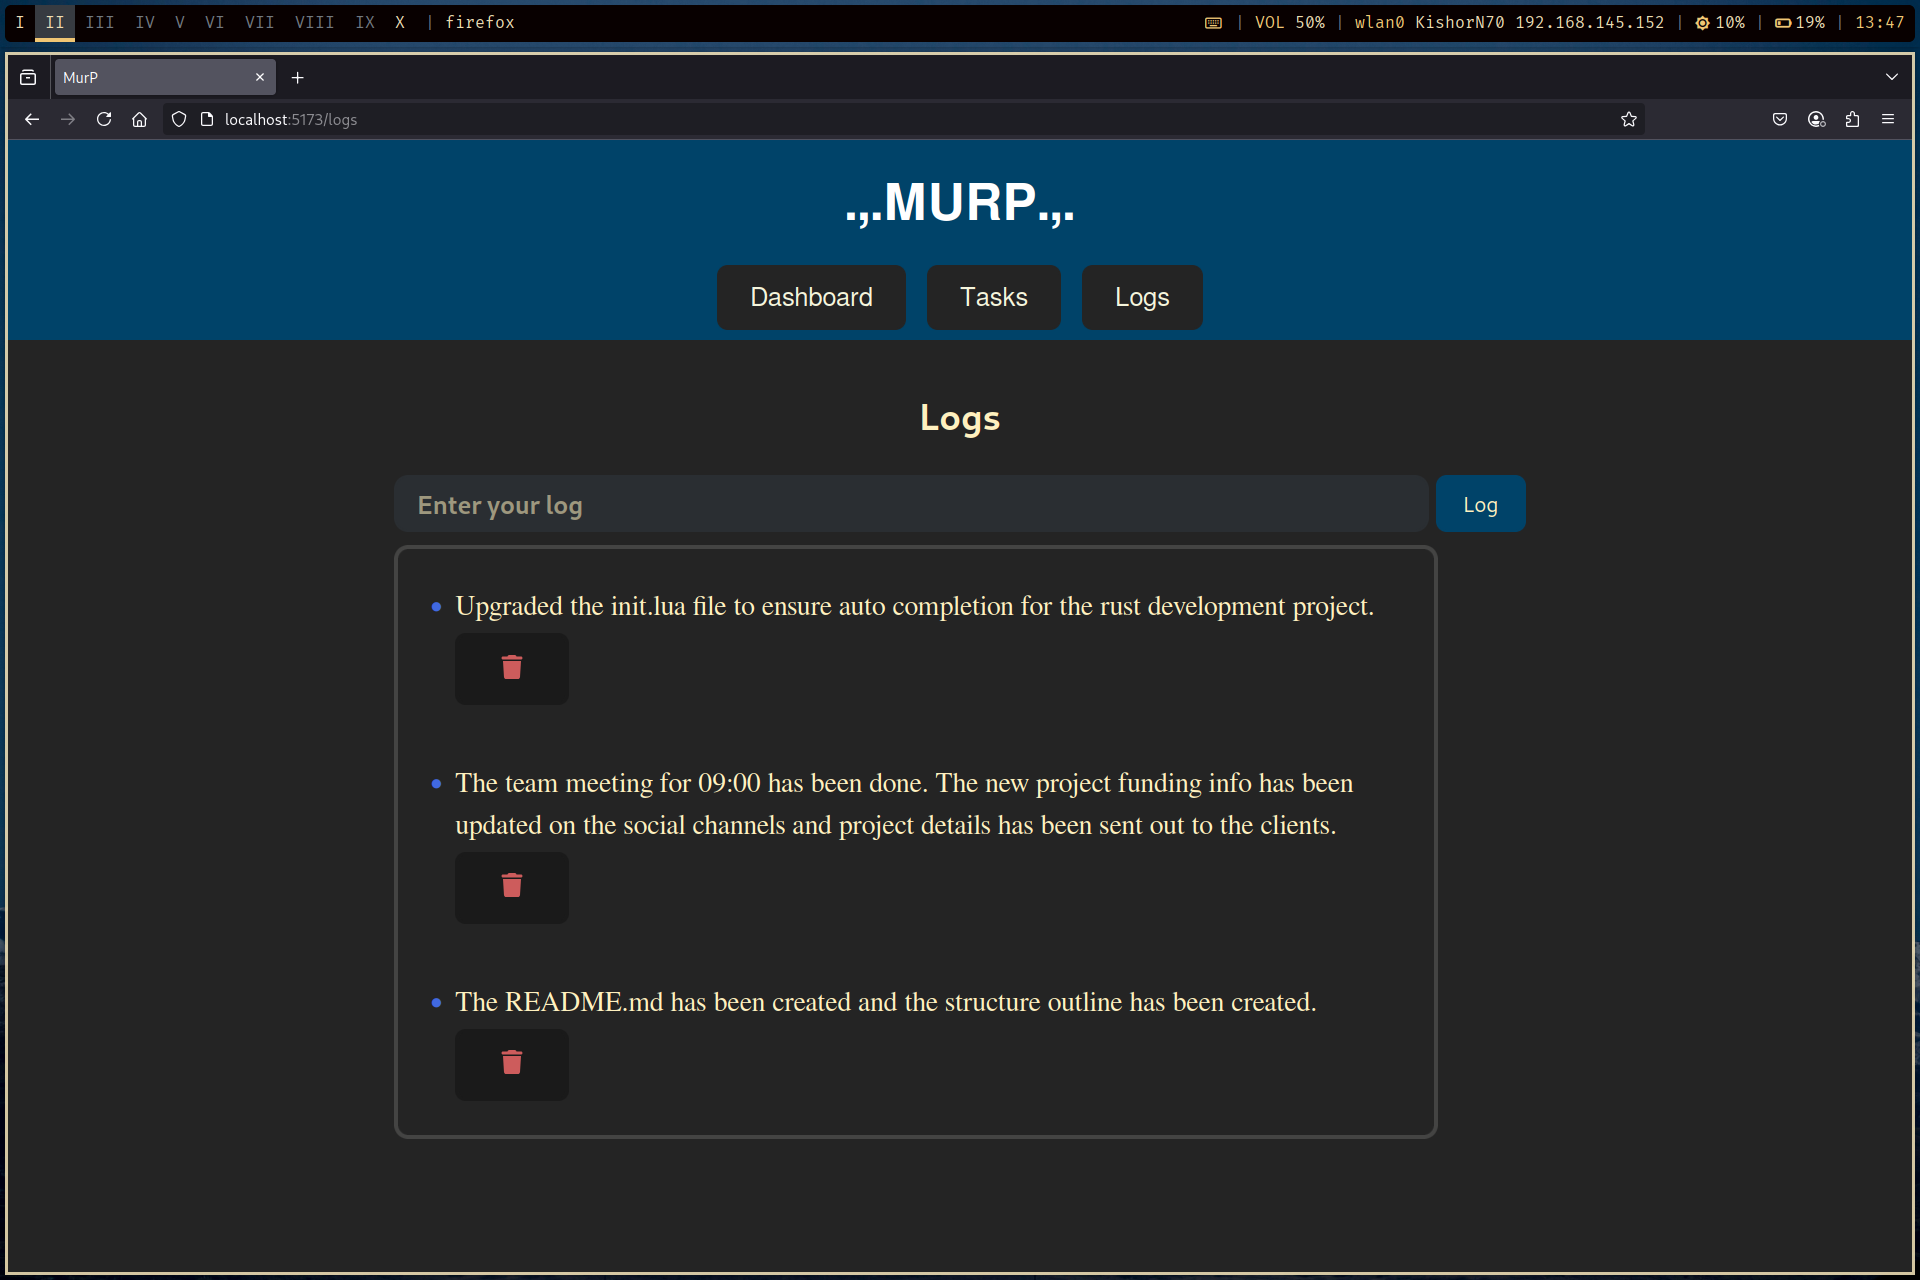 I II III IV V VI VII VIII IX X | firefox | VOL 50% | wlan0 KishorN70 192.168.145.152 | 10% | 19% | 13:47
MurP
localhost:5173/logs
.,.MURP.,.
Dashboard Tasks Logs
Logs
Enter your log Log
Upgraded the init.lua file to ensure auto completion for the rust development project.
The team meeting for 09:00 has been done. The new project funding info has been
updated on the social channels and project details has been sent out to the clients.
The README.md has been created and the structure outline has been created.